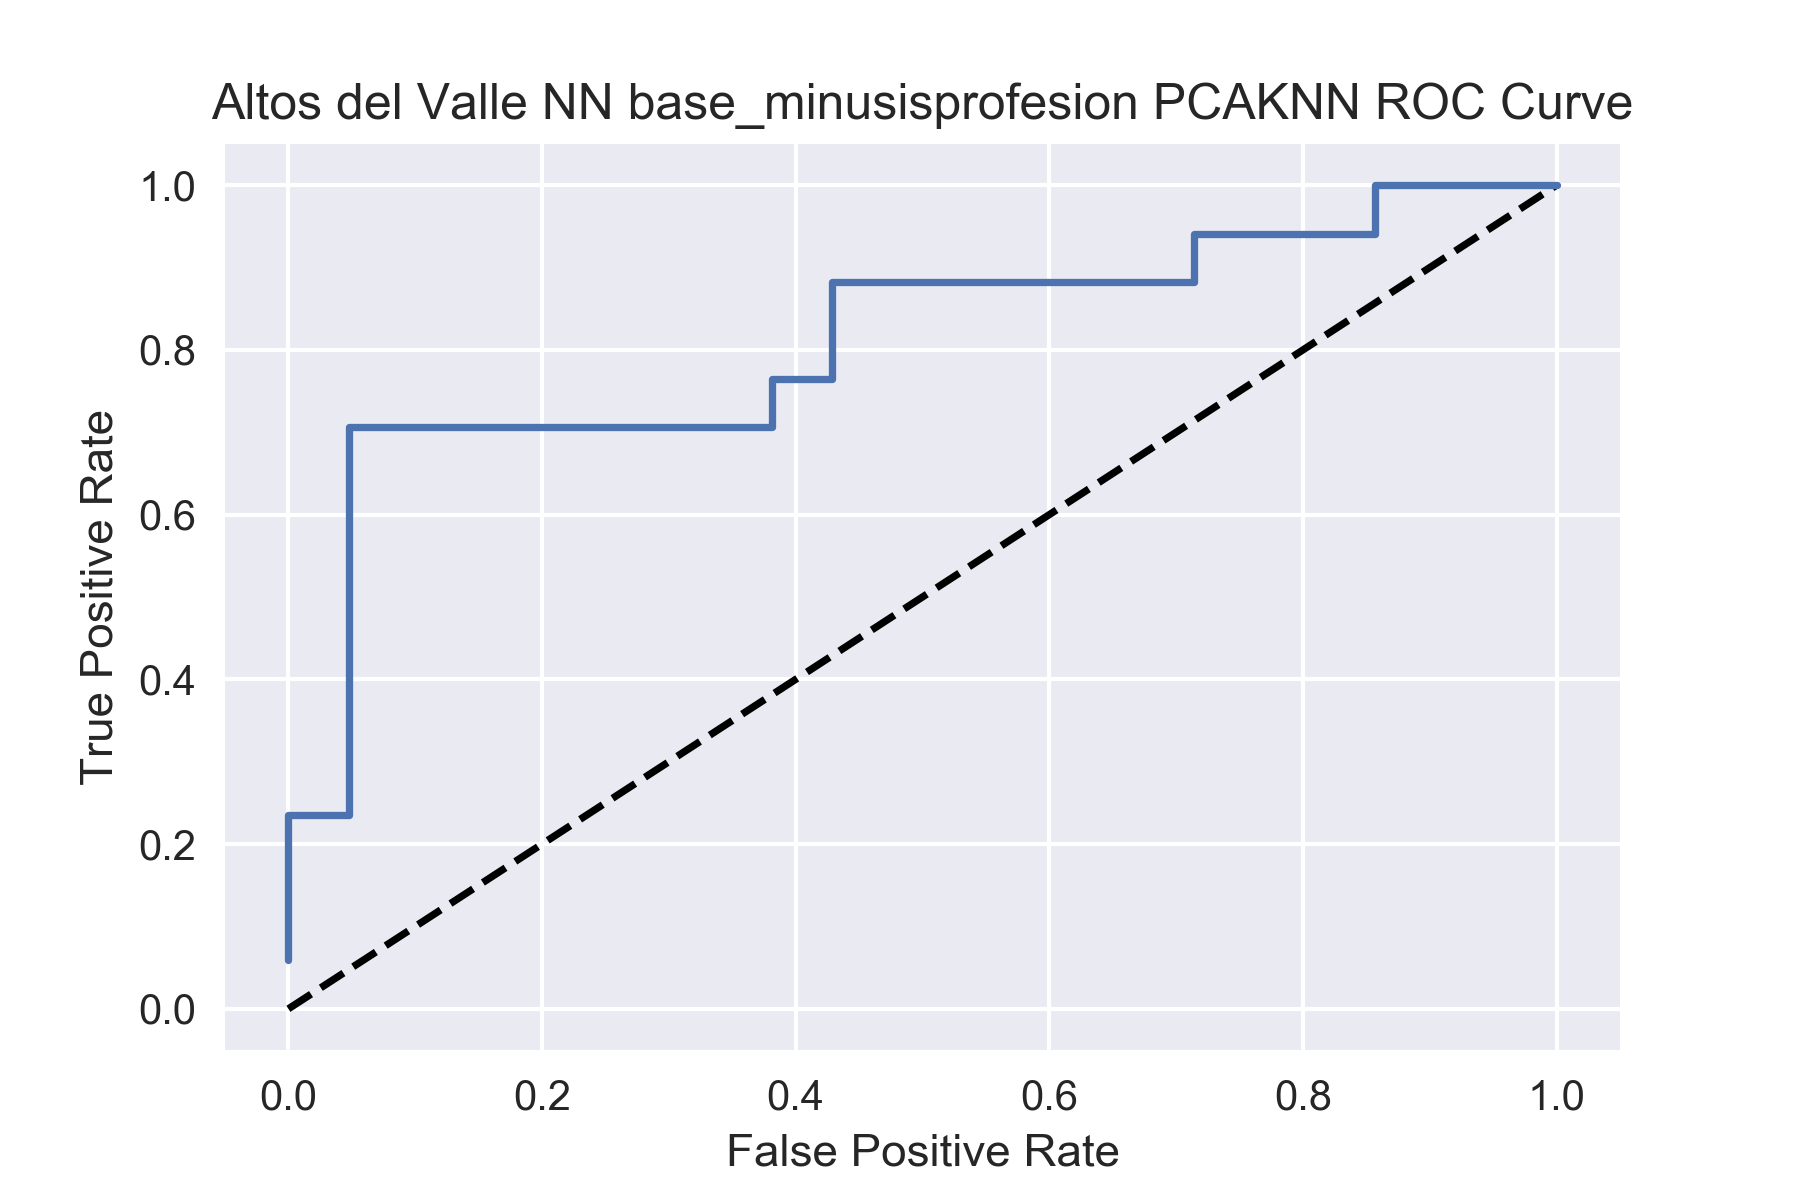 Altos del Valle NN base_minusisprofesion PCAKNN ROC Curve
1.0
0.8
0.6
0.4
0.2
0.0
True Positive Rate
0.0 0.2 0.4 0.6 0.8 1.0
False Positive Rate